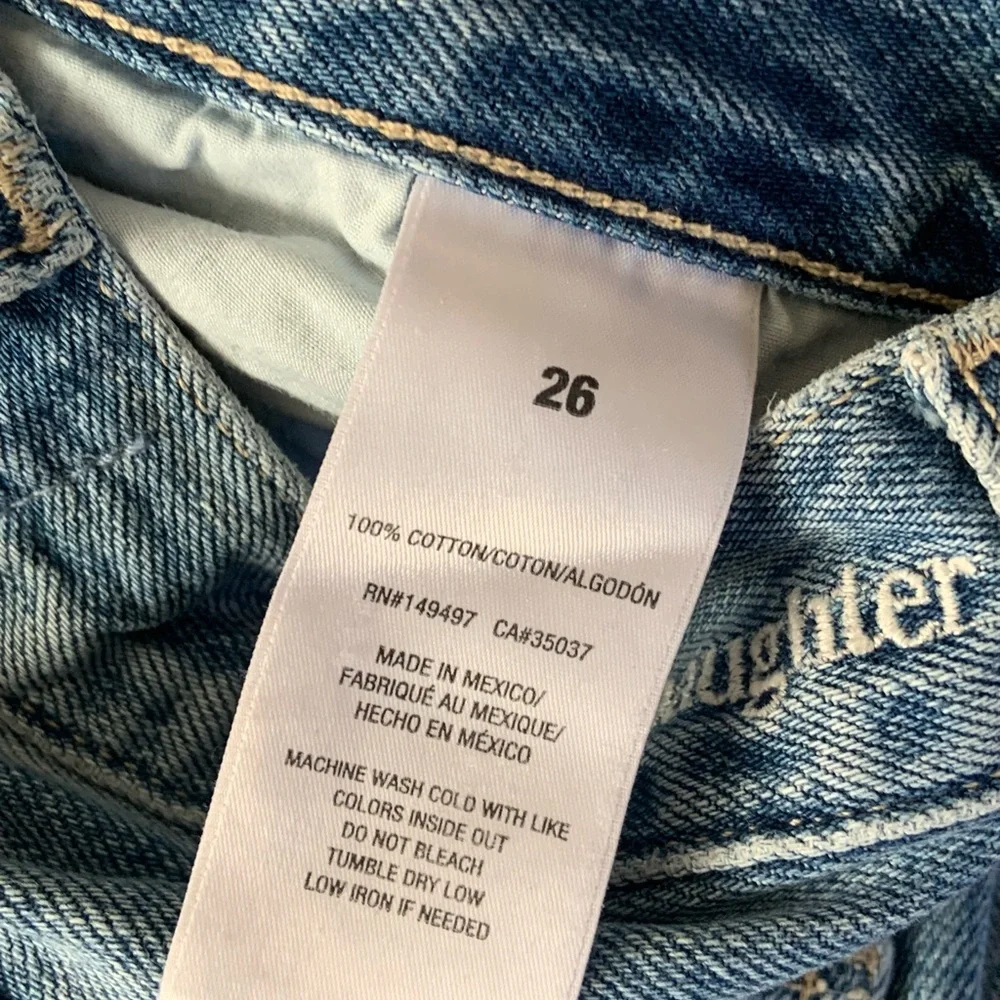 26
100% COTTON/COTON/ALGODÓN
RN#149497 CA#35037
MADE IN MEXICO/
FABRIQUÉ AU MEXIQUE/
HECHO EN MÉXICO
MACHINE WASH COLD WITH LIKE
COLORS INSIDE OUT
DO NOT BLEACH
TUMBLE DRY LOW
LOW IRON IF NEEDED
ughter